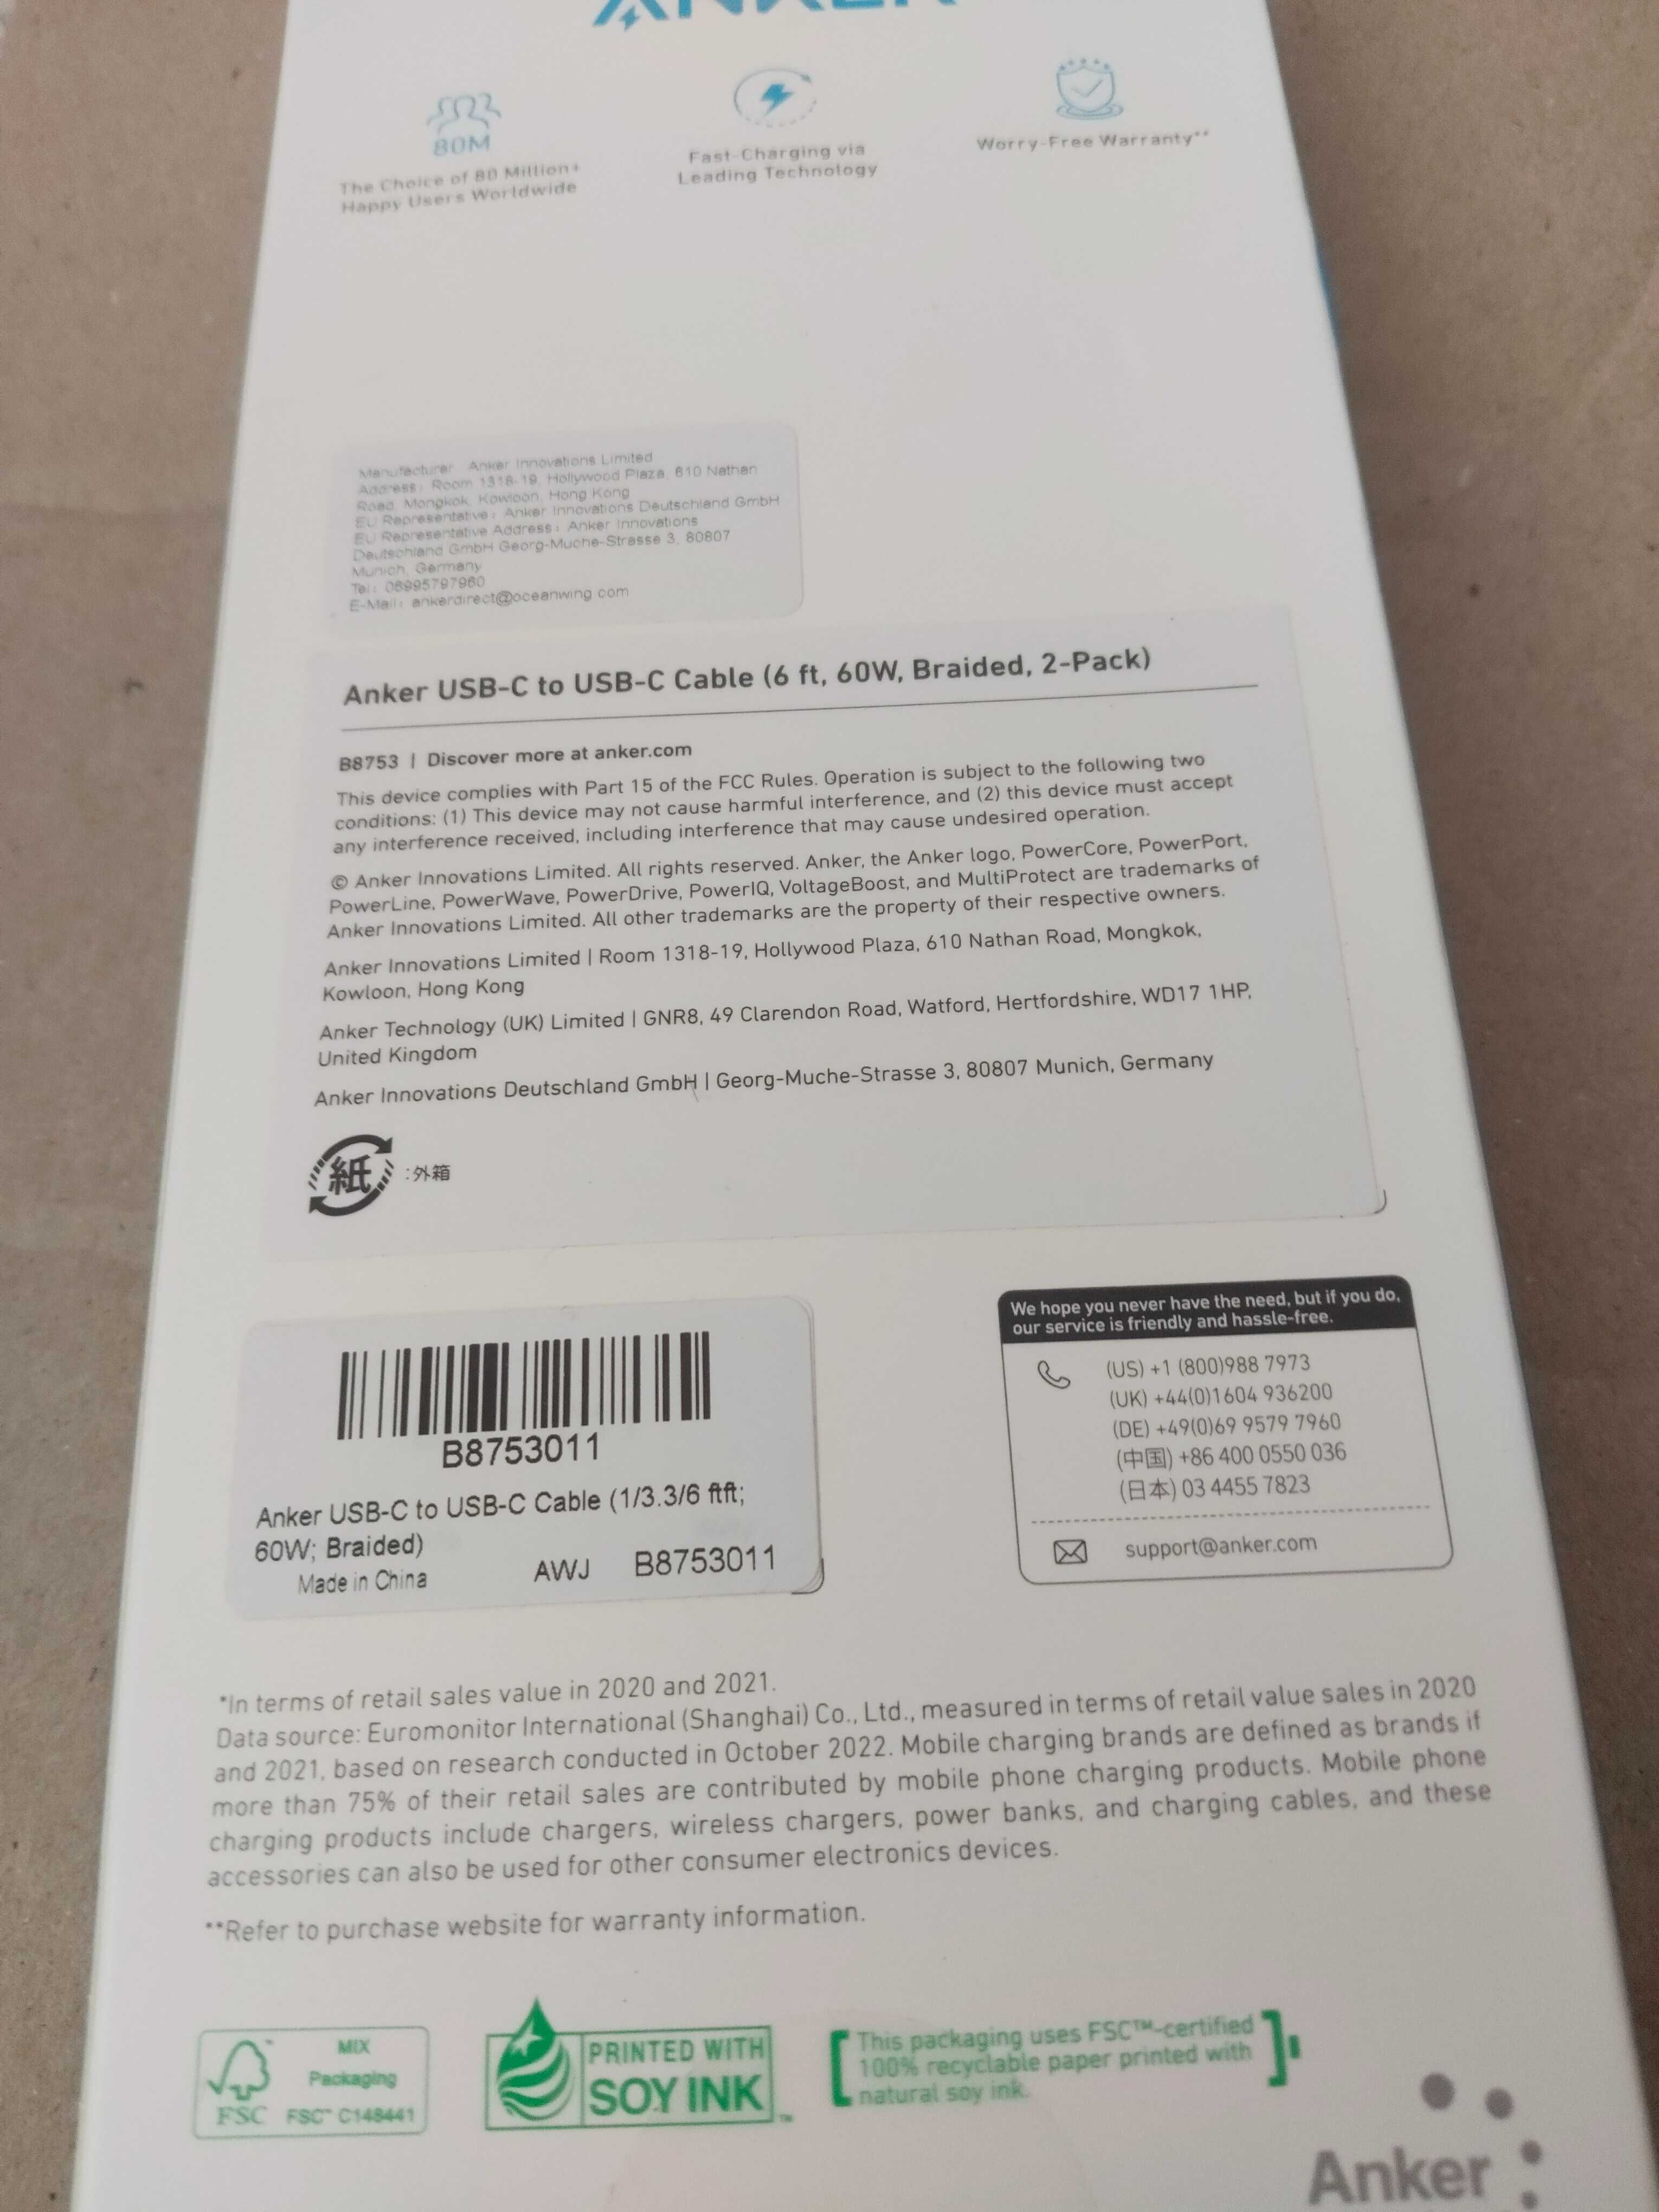 ANKER
80M
The Choice of 80 Million+
Happy Users Worldwide
Fast-Charging via
Leading Technology
Worry-Free Warranty**
Manufacturer: Anker Innovations Limited
Address: Room 1318-19, Hollywood Plaza, 610 Nathan
Road, Mongkok, Kowloon, Hong Kong
EU Representative: Anker Innovations Deutschland GmbH
EU Representative Address: Anker Innovations
Deutschland GmbH Georg-Muche-Strasse 3, 80807
Munich, Germany
Tel: 06995797960
E-Mail: ankerdirect@oceanwing.com
Anker USB-C to USB-C Cable (6 ft, 60W, Braided, 2-Pack)
B8753 | Discover more at anker.com
This device complies with Part 15 of the FCC Rules. Operation is subject to the following two
conditions: (1) This device may not cause harmful interference, and (2) this device must accept
any interference received, including interference that may cause undesired operation.
© Anker Innovations Limited. All rights reserved. Anker, the Anker logo, PowerCore, PowerPort,
PowerLine, PowerWave, PowerDrive, PowerIQ, VoltageBoost, and MultiProtect are trademarks of
Anker Innovations Limited. All other trademarks are the property of their respective owners.
Anker Innovations Limited | Room 1318-19, Hollywood Plaza, 610 Nathan Road, Mongkok,
Kowloon, Hong Kong
Anker Technology (UK) Limited | GNR8, 49 Clarendon Road, Watford, Hertfordshire, WD17 1HP,
United Kingdom
Anker Innovations Deutschland GmbH | Georg-Muche-Strasse 3, 80807 Munich, Germany
紙 :外箱
B8753011
Anker USB-C to USB-C Cable (1/3.3/6 ftft;
60W; Braided)
Made in China AWJ B8753011
We hope you never have the need, but if you do,
our service is friendly and hassle-free.
(US) +1 (800)988 7973
(UK) +44(0)1604 936200
(DE) +49(0)69 9579 7960
(中国) +86 400 0550 036
(日本) 03 4455 7823
support@anker.com
*In terms of retail sales value in 2020 and 2021.
Data source: Euromonitor International (Shanghai) Co., Ltd., measured in terms of retail value sales in 2020
and 2021, based on research conducted in October 2022. Mobile charging brands are defined as brands if
more than 75% of their retail sales are contributed by mobile phone charging products. Mobile phone
charging products include chargers, wireless chargers, power banks, and charging cables, and these
accessories can also be used for other consumer electronics devices.
**Refer to purchase website for warranty information.
MIX
Packaging
FSC FSC™ C148441
PRINTED WITH
SOY INK™
[This packaging uses FSC™-certified
100% recyclable paper printed with
natural soy ink.]
Anker